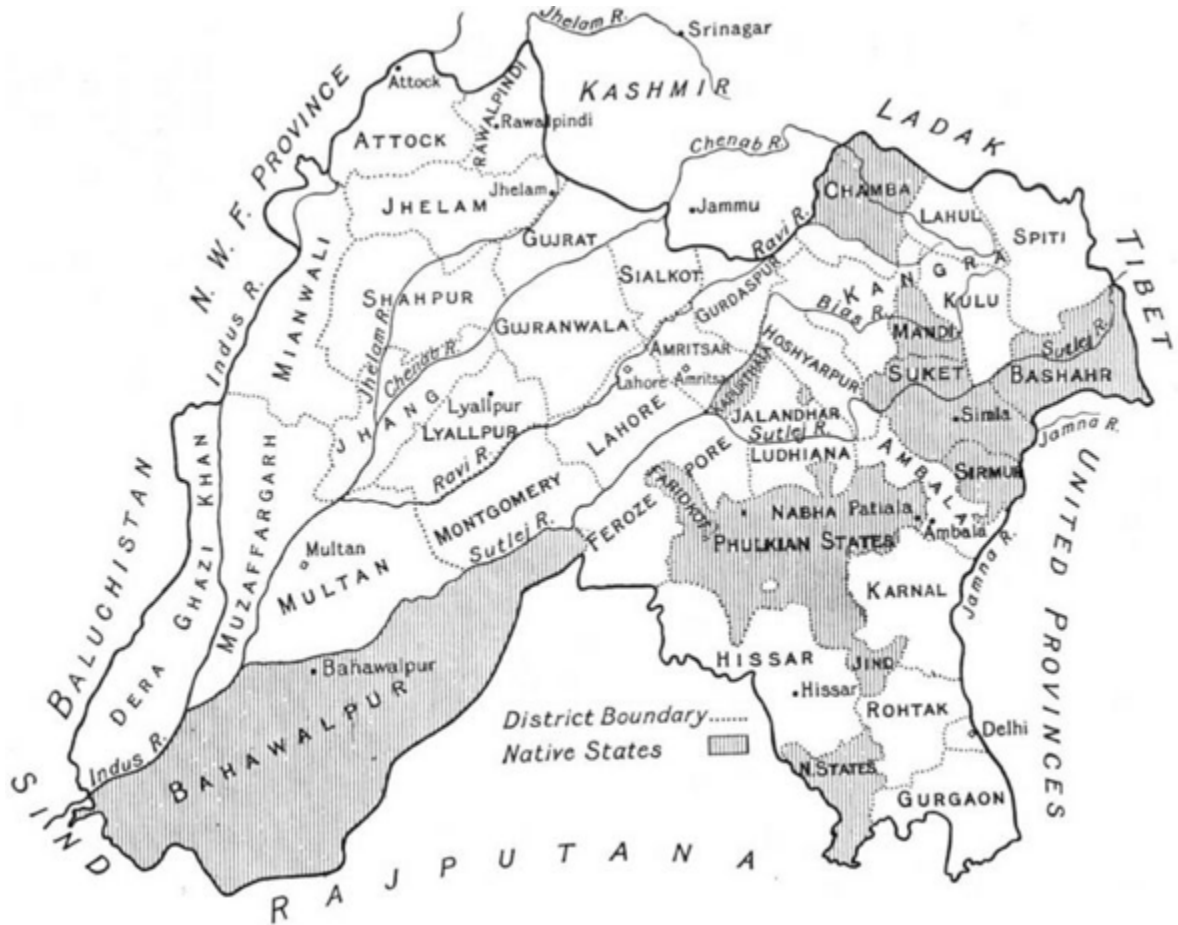 Jhelam R.
Srinagar
KASHMIR
N. W. F. PROVINCE
Attock
ATTOCK
RAWALPINDI
Rawalpindi
LADAK
Chenab R.
JHELAM
Jhelam
Jammu
CHAMBA
LAHUL
SPITI
TIBET
GUJRAT
Ravi R.
MIANWALI
SHAHPUR
SIALKOT
GURDASPUR
KANGRA
KULU
Indus R.
Jhelam R.
Chenab R.
GUJRANWALA
Bias R.
MANDI
Sutlej R.
AMRITSAR
HOSHYARPUR
SUKET
BASHAHR
Lahore
Amritsar
KAPURTHALA
Lyallpur
LYALLPUR
JHANG
LAHORE
JALANDHAR
Sutlej R.
Simla
Jamna R.
BALUCHISTAN
DERA GHAZI KHAN
MUZAFFARGARH
Ravi R.
MONTGOMERY
FEROZE PORE
LUDHIANA
AMBALA
SIRMUR
UNITED PROVINCES
FARIDKOT
NABHA
Patiala
Ambala
PHULKIAN STATES
Sutlej R.
Multan
MULTAN
KARNAL
Jamna R.
Bahawalpur
BAHAWALPUR
HISSAR
JIND
Hissar
ROHTAK
Delhi
District Boundary......
Native States
Indus R.
N. STATES
GURGAON
SIND
RAJPUTANA